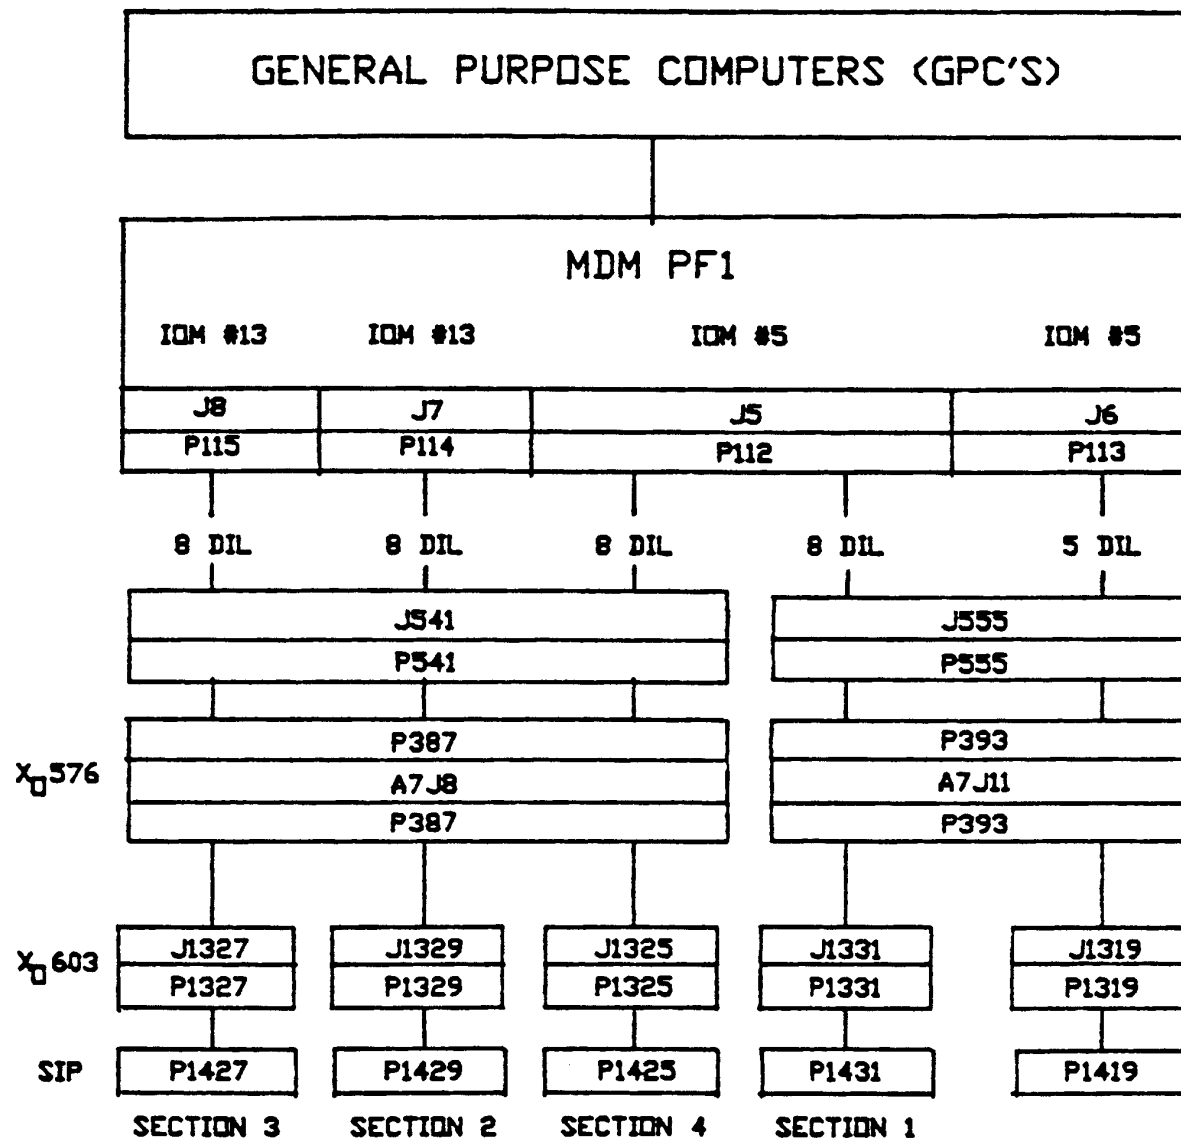 GENERAL PURPOSE COMPUTERS (GPC'S)
MDM PF1
IOM #13 IOM #13 IOM #5 IOM #5
J8 J7 J5 J6
P115 P114 P112 P113
8 DIL 8 DIL 8 DIL 8 DIL 5 DIL
J541 J555
P541 P555
P387 P393
Xo576 A7J8 A7J11
P387 P393
J1327 J1329 J1325 J1331 J1319
Xo603
P1327 P1329 P1325 P1331 P1319
SIP P1427 P1429 P1425 P1431 P1419
SECTION 3 SECTION 2 SECTION 4 SECTION 1